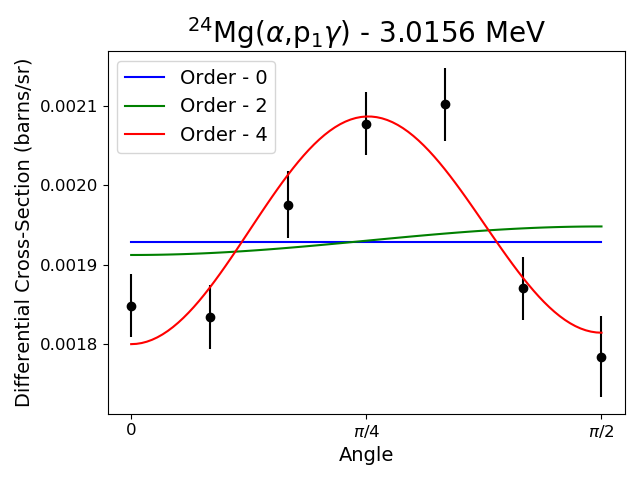 ²⁴Mg(α,p₁γ) - 3.0156 MeV
Order - 0
Order - 2
Order - 4
Differential Cross-Section (barns/sr)
0.0021
0.0020
0.0019
0.0018
0 π/4 π/2
Angle